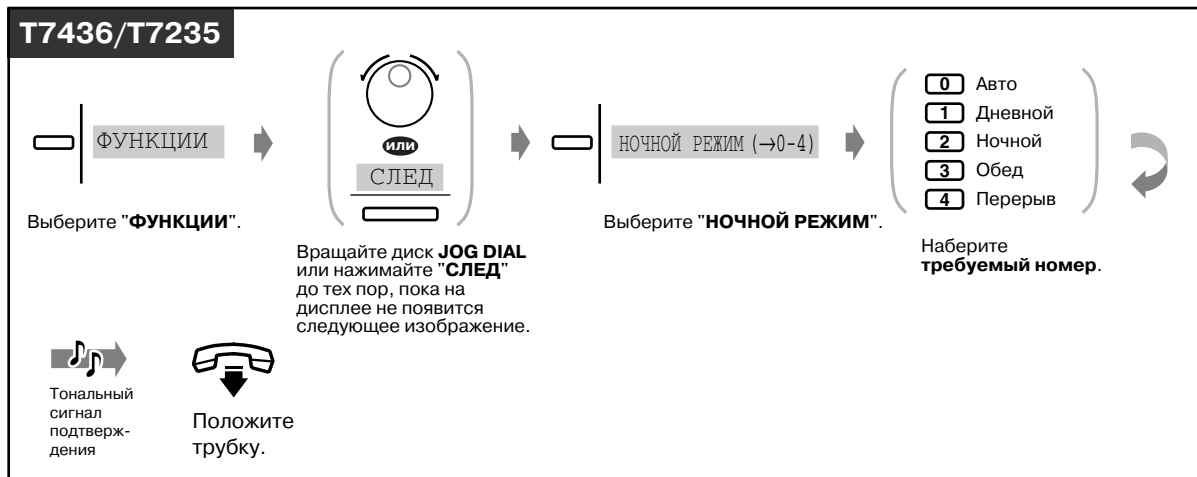 T7436/T7235
ФУНКЦИИ
Выберите "ФУНКЦИИ".
или
СЛЕД
Вращайте диск JOG DIAL
или нажимайте "СЛЕД"
до тех пор, пока на
дисплее не появится
следующее изображение.
НОЧНОЙ РЕЖИМ (→0-4)
Выберите "НОЧНОЙ РЕЖИМ".
0 Авто
1 Дневной
2 Ночной
3 Обед
4 Перерыв
Наберите
требуемый номер.
Тональный
сигнал
подтверж-
дения
Положите
трубку.